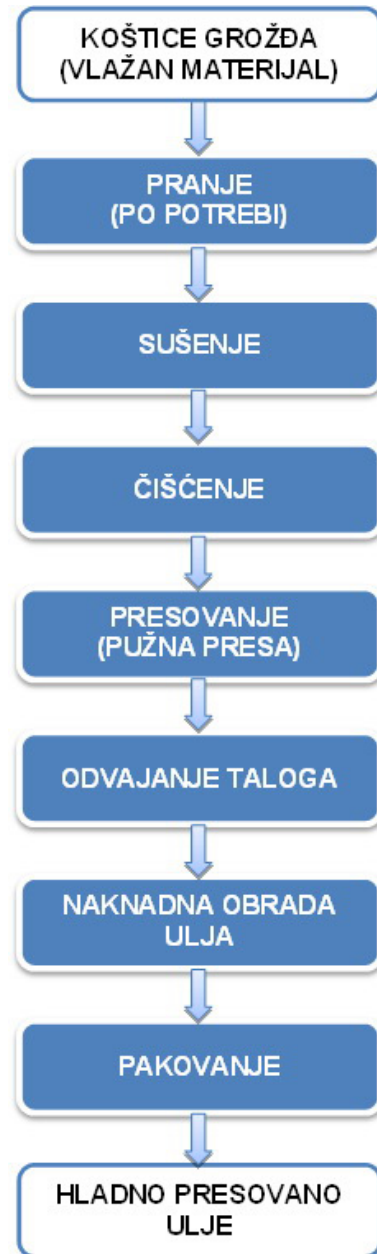 KOŠTICE GROŽĐA
(VLAŽAN MATERIJAL)
PRANJE
(PO POTREBI)
SUŠENJE
ČIŠĆENJE
PRESOVANJE
(PUŽNA PRESA)
ODVAJANJE TALOGA
NAKNADNA OBRADA
ULJA
PAKOVANJE
HLADNO PRESOVANO
ULJE